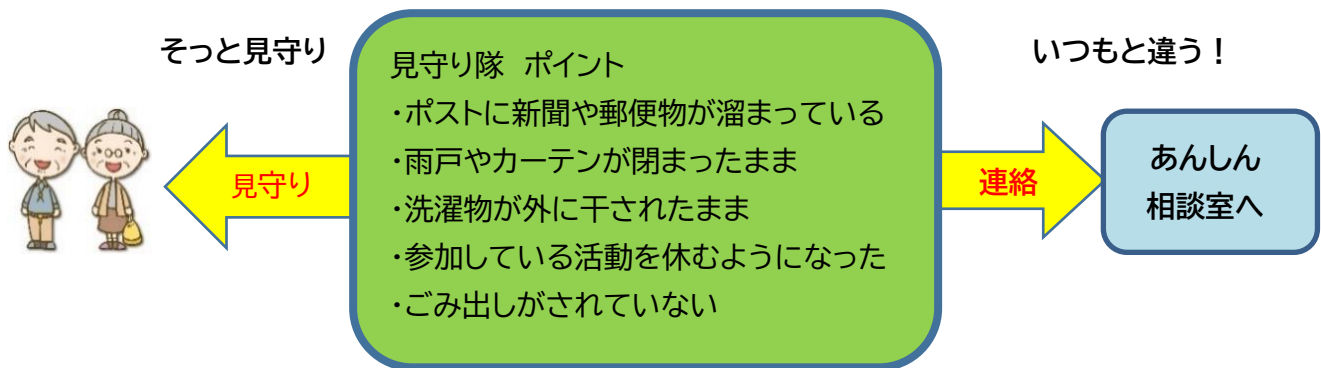 そっと見守り
見守り
見守り隊 ポイント
・ポストに新聞や郵便物が溜まっている
・雨戸やカーテンが閉まったまま
・洗濯物が外に干されたまま
・参加している活動を休むようになった
・ごみ出しがされていない
いつもと違う！
連絡
あんしん
相談室へ